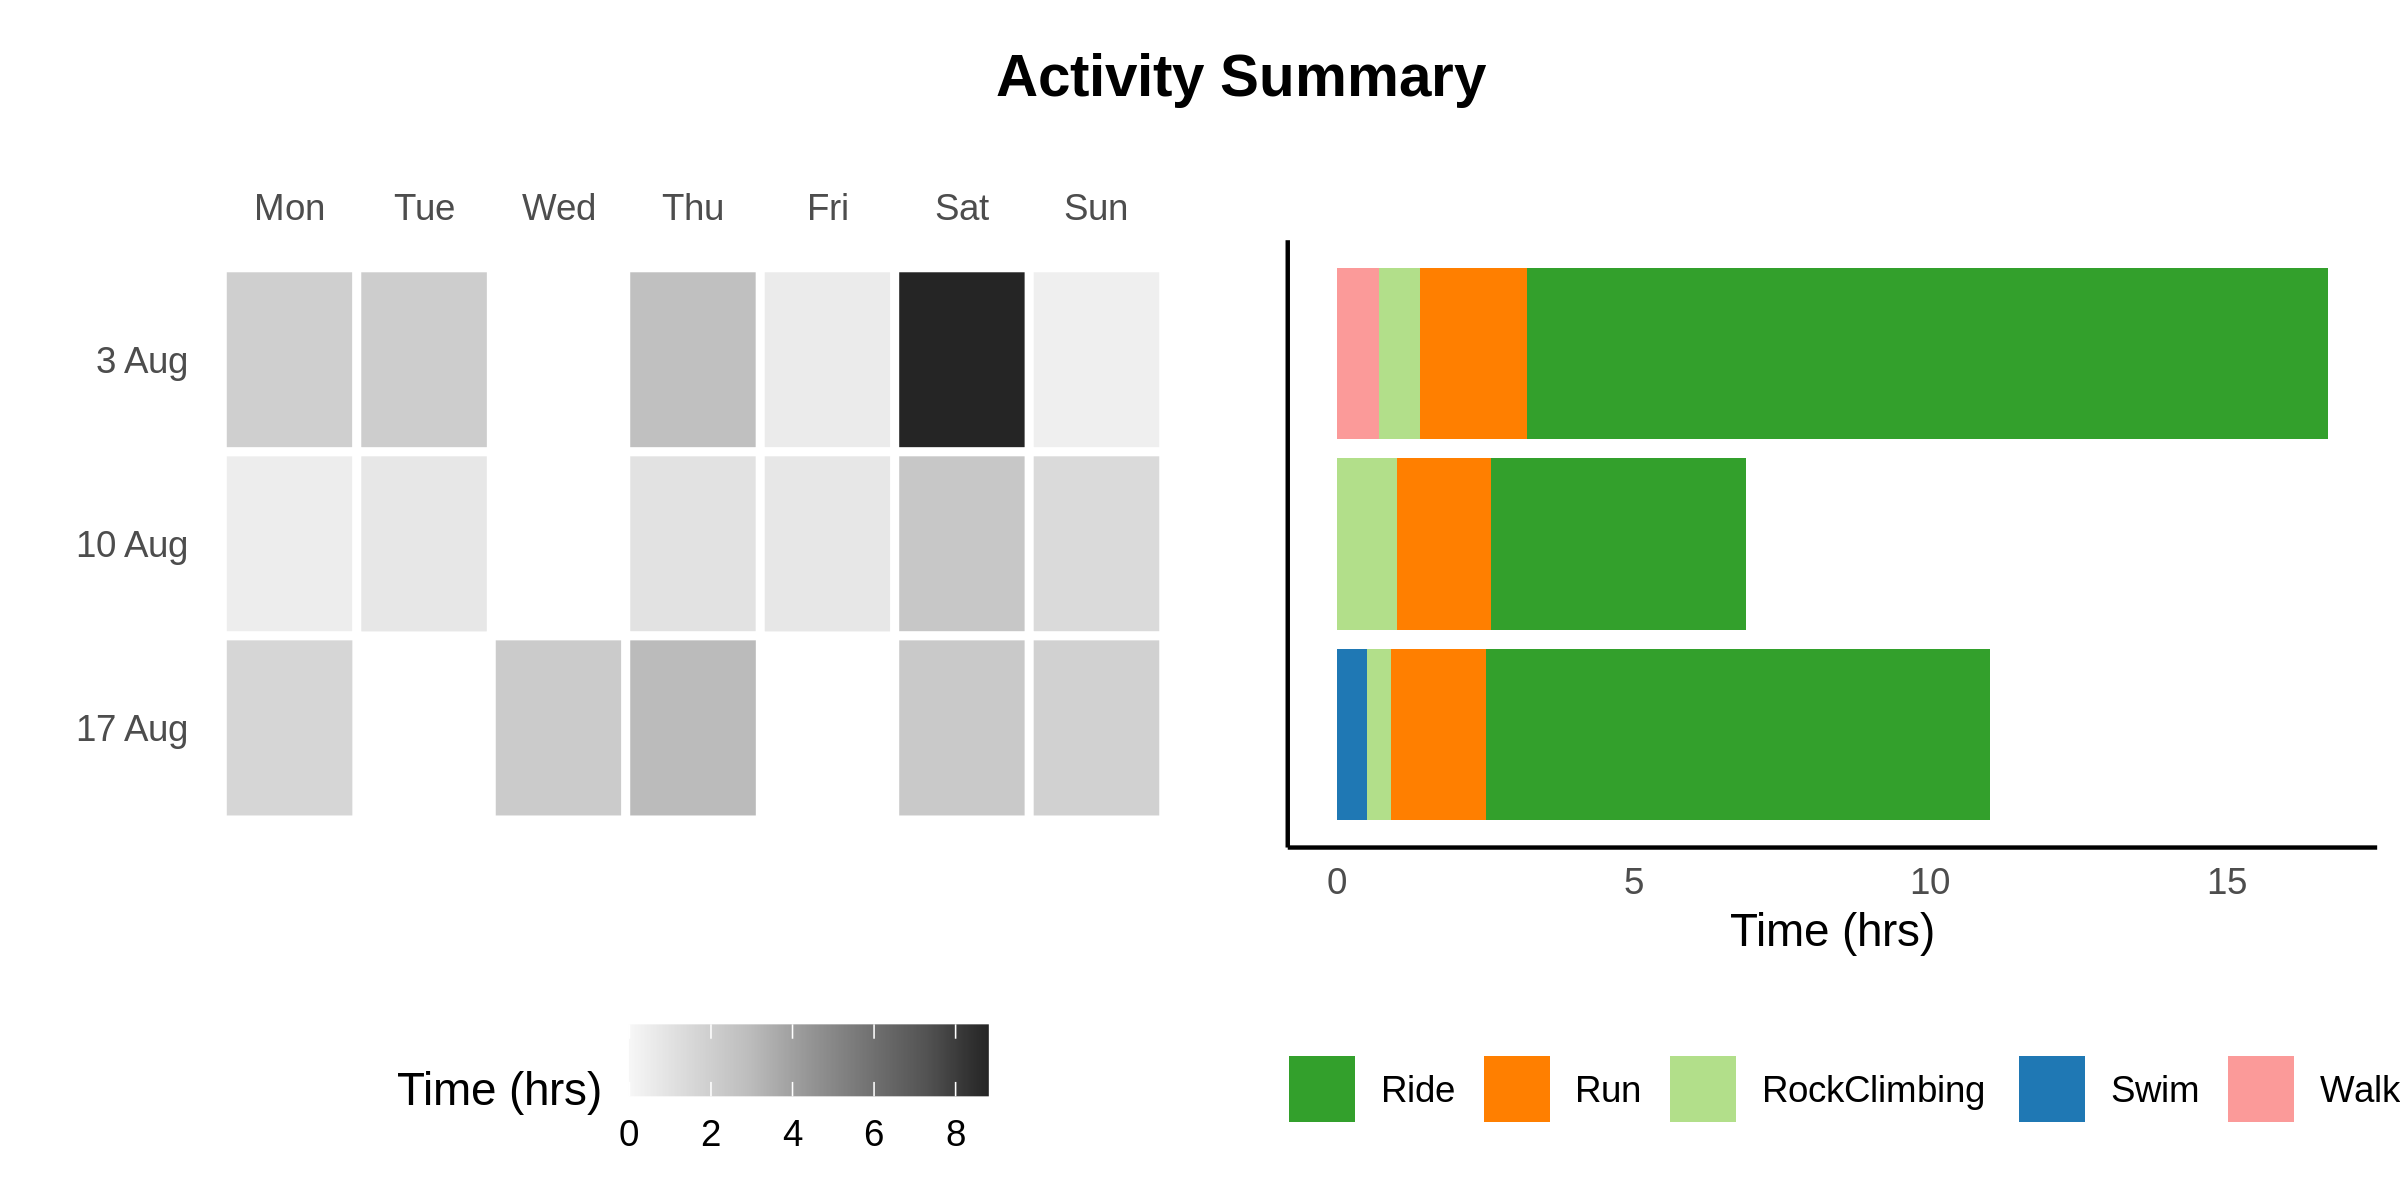 Activity Summary
Mon Tue Wed Thu Fri Sat Sun
3 Aug
10 Aug
17 Aug
0 5 10 15
Time (hrs)
Time (hrs)
0 2 4 6 8
Ride Run RockClimbing Swim Walk